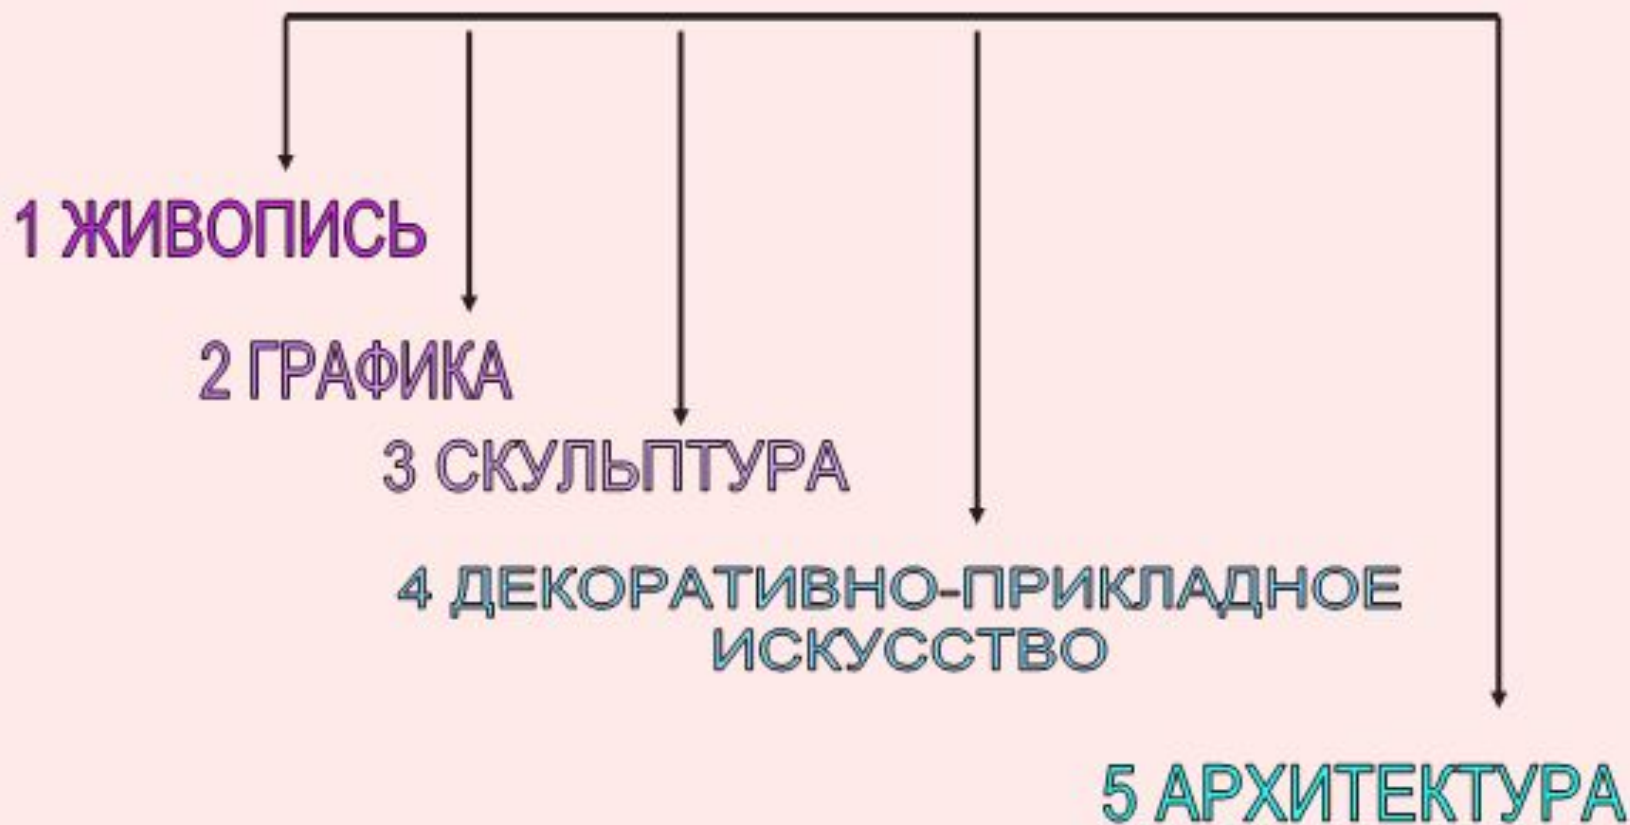 1 ЖИВОПИСЬ
2 ГРАФИКА
3 СКУЛЬПТУРА
4 ДЕКОРАТИВНО-ПРИКЛАДНОЕ
ИСКУССТВО
5 АРХИТЕКТУРА